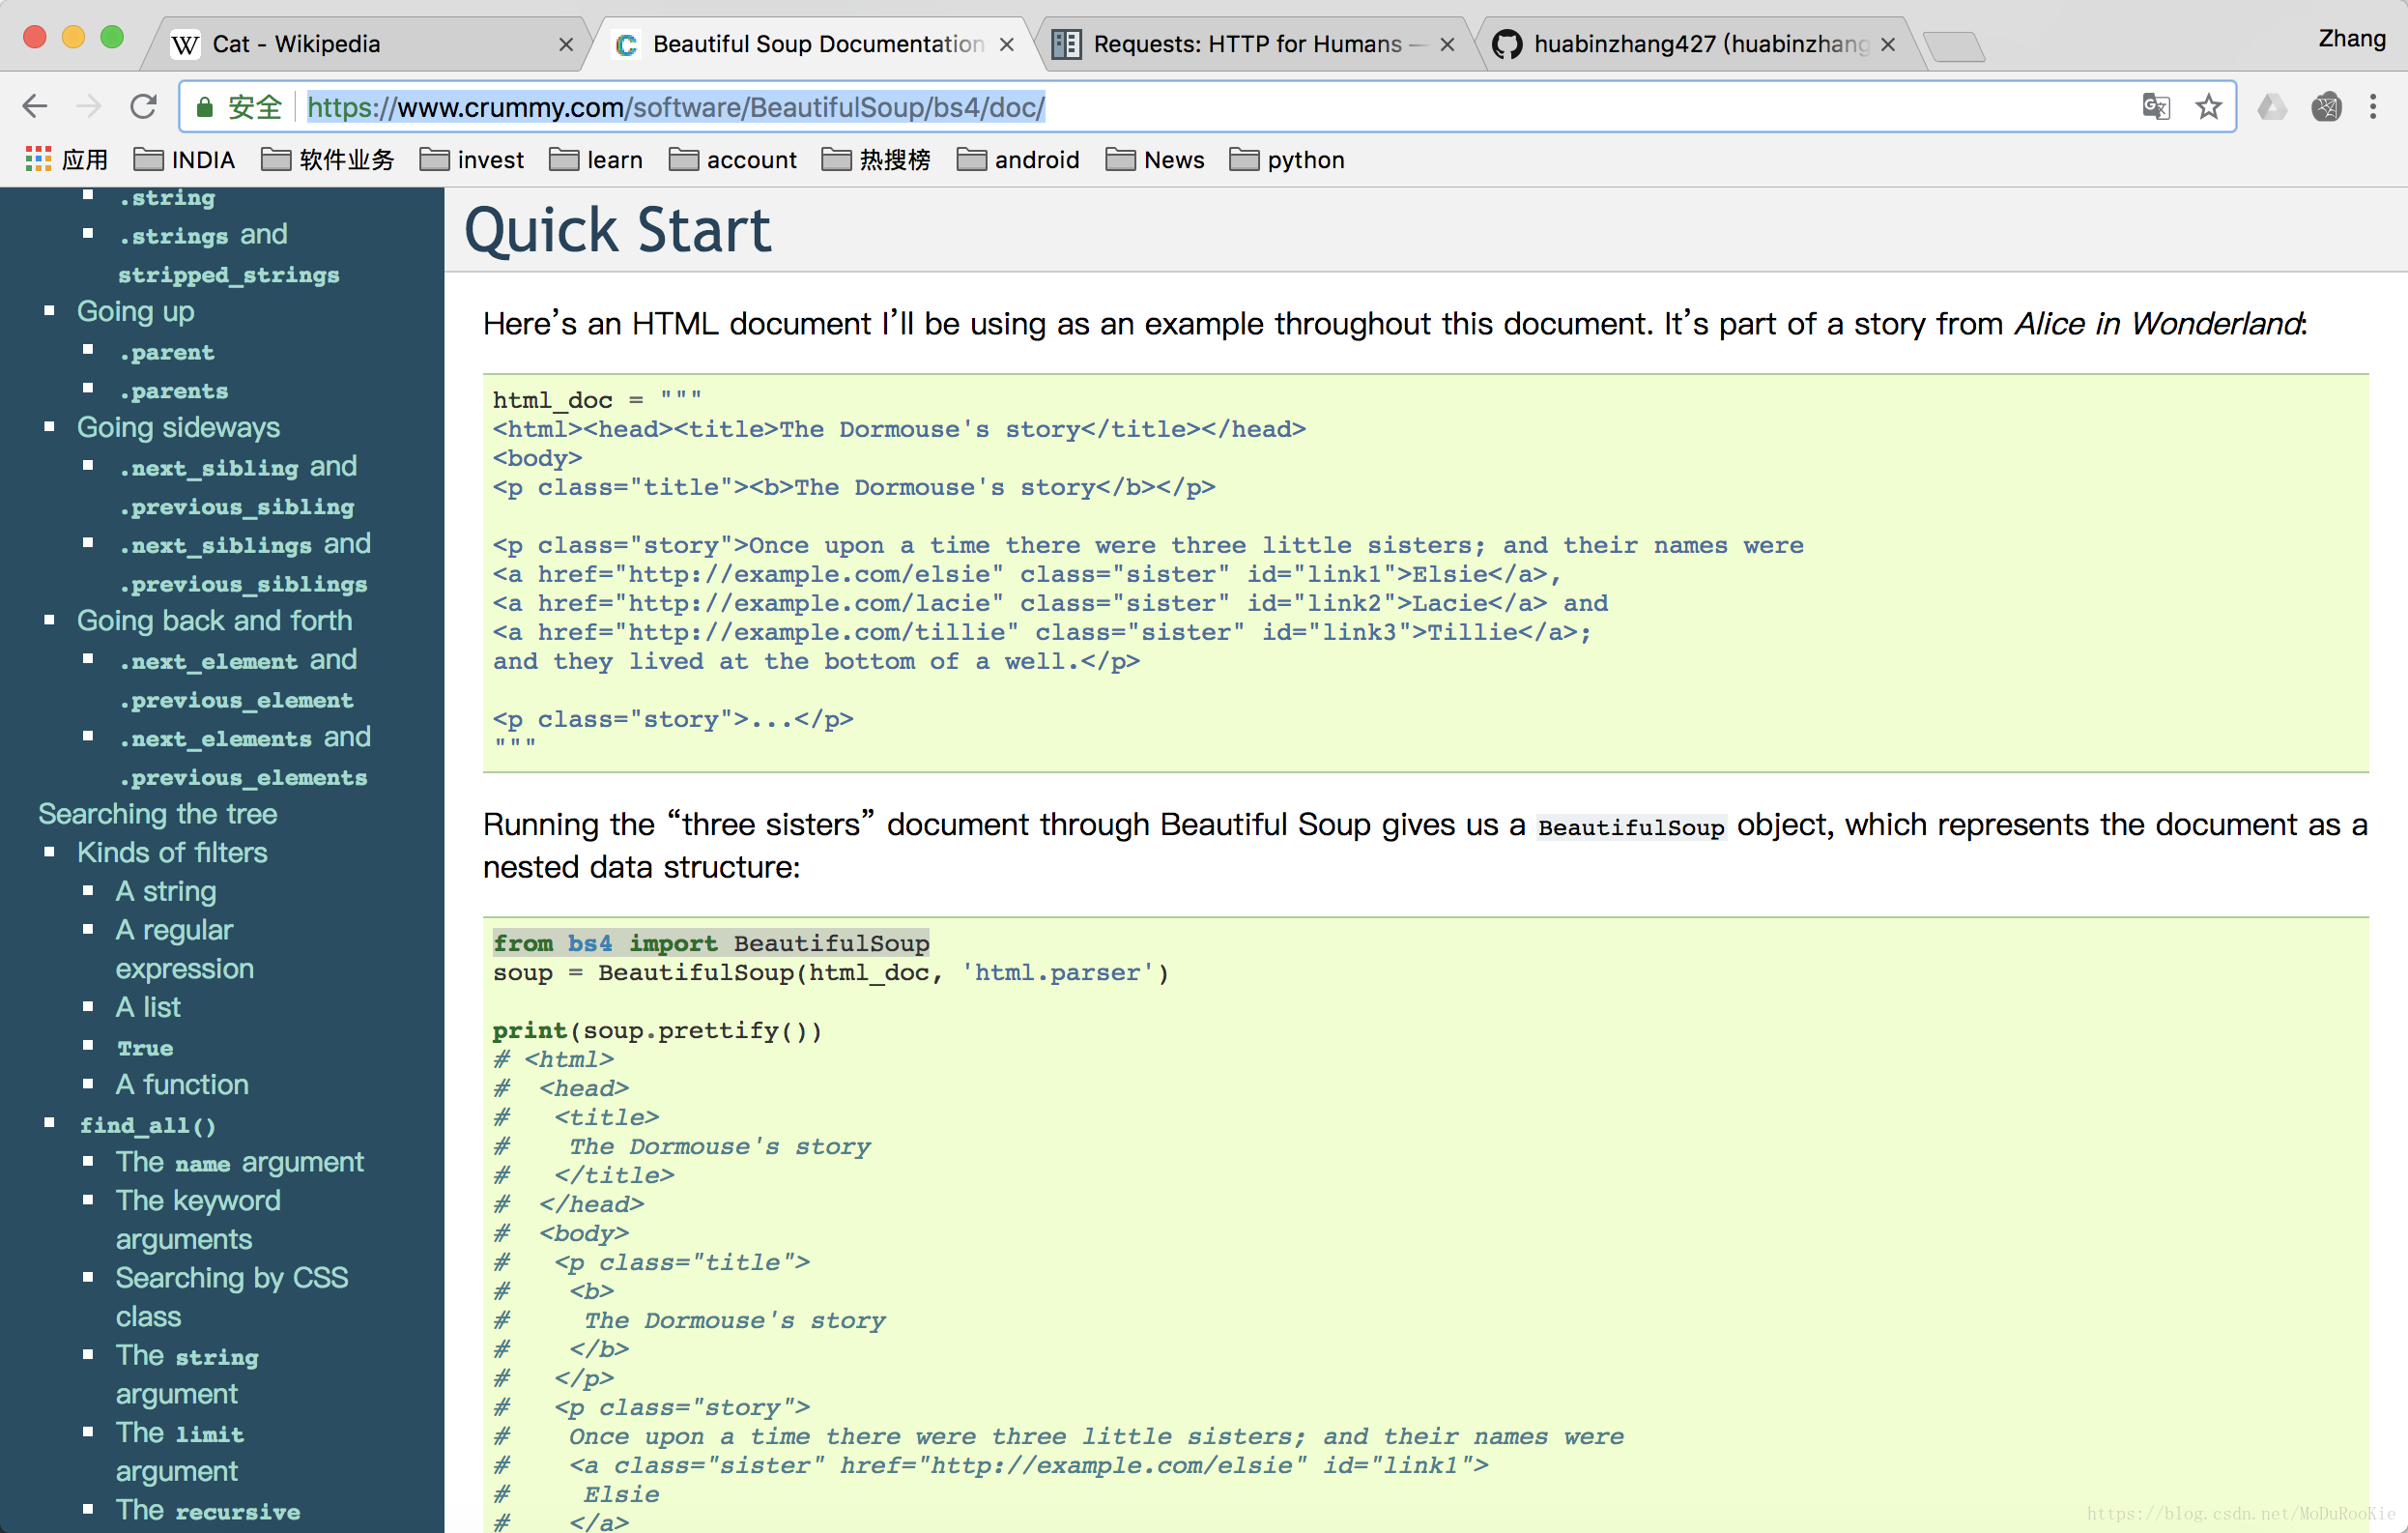 Cat - Wikipedia
Beautiful Soup Documentation
Requests: HTTP for Humans —
huabinzhang427 (huabinzhang
Zhang
安全 https://www.crummy.com/software/BeautifulSoup/bs4/doc/
应用 INDIA 软件业务 invest learn account 热搜榜 android News python
.string
.strings and
stripped_strings
Going up
.parent
.parents
Going sideways
.next_sibling and
.previous_sibling
.next_siblings and
.previous_siblings
Going back and forth
.next_element and
.previous_element
.next_elements and
.previous_elements
Searching the tree
Kinds of filters
A string
A regular
expression
A list
True
A function
find_all()
The name argument
The keyword
arguments
Searching by CSS
class
The string
argument
The limit
argument
The recursive
Quick Start
Here’s an HTML document I’ll be using as an example throughout this document. It’s part of a story from Alice in Wonderland:
html_doc = """
<html><head><title>The Dormouse's story</title></head>
<body>
<p class="title"><b>The Dormouse's story</b></p>
<p class="story">Once upon a time there were three little sisters; and their names were
<a href="http://example.com/elsie" class="sister" id="link1">Elsie</a>,
<a href="http://example.com/lacie" class="sister" id="link2">Lacie</a> and
<a href="http://example.com/tillie" class="sister" id="link3">Tillie</a>;
and they lived at the bottom of a well.</p>
<p class="story">...</p>
"""
Running the “three sisters” document through Beautiful Soup gives us a BeautifulSoup object, which represents the document as a
nested data structure:
from bs4 import BeautifulSoup
soup = BeautifulSoup(html_doc, 'html.parser')
print(soup.prettify())
# <html>
#  <head>
#   <title>
#    The Dormouse's story
#   </title>
#  </head>
#  <body>
#   <p class="title">
#    <b>
#     The Dormouse's story
#    </b>
#   </p>
#   <p class="story">
#    Once upon a time there were three little sisters; and their names were
#    <a class="sister" href="http://example.com/elsie" id="link1">
#     Elsie
#    </a>
https://blog.csdn.net/MoDuRooKie